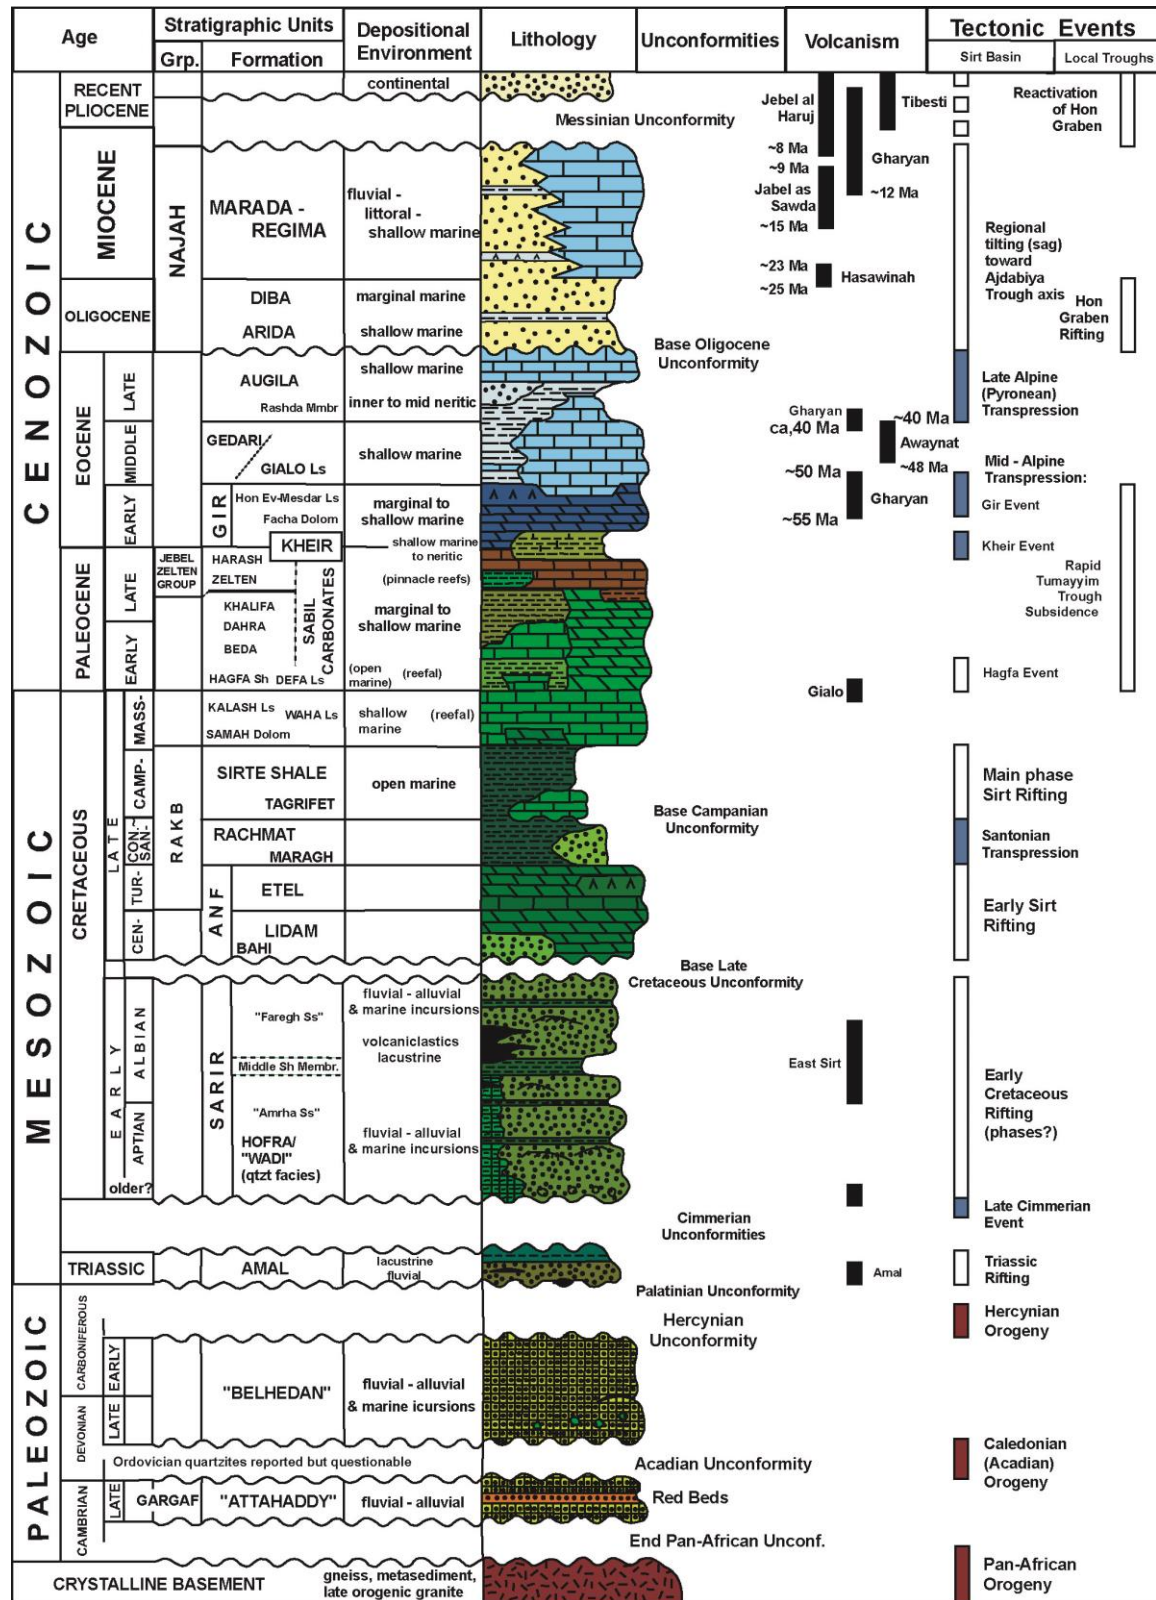 Age
Stratigraphic Units
Grp.
Formation
Depositional
Environment
Lithology
Unconformities
Volcanism
Tectonic Events
Sirt Basin
Local Troughs
CENOZOIC
RECENT
PLIOCENE
continental
Messinian Unconformity
Jebel al
Haruj
~8 Ma
Tibesti
Gharyan
~12 Ma
Reactivation
of Hon
Graben
MIOCENE
NAJAH
MARADA -
REGIMA
fluvial -
littoral -
shallow marine
~9 Ma
Jabel as
Sawda
~15 Ma
~23 Ma
~25 Ma
Hasawinah
Regional
tilting (sag)
toward
Ajdabiya
Trough axis
OLIGOCENE
DIBA
marginal marine
ARIDA
shallow marine
Hon
Graben
Rifting
Base Oligocene
Unconformity
EOCENE
LATE
AUGILA
shallow marine
Rashda Mmbr
inner to mid neritic
Late Alpine
(Pyronean)
Transpression
Gharyan
ca,40 Ma
~40 Ma
Awaynat
~48 Ma
MIDDLE
GEDARI
GIALO Ls
shallow marine
Mid - Alpine
Transpression:
EARLY
GIR
Hon Ev-Mesdar Ls
Facha Dolom
marginal to
shallow marine
~50 Ma
Gharyan
~55 Ma
Gir Event
KHEIR
shallow marine
to neritic
Kheir Event
PALEOCENE
LATE
JEBEL
ZELTEN
GROUP
HARASH
ZELTEN
(pinnacle reefs)
SABIL
CARBONATES
Rapid
Tumayyim
Trough
Subsidence
KHALIFA
DAHRA
marginal to
shallow marine
EARLY
BEDA
HAGFA Sh
DEFA Ls
(open
marine)
(reefal)
Hagfa Event
Gialo
MESOZOIC
CRETACEOUS
LATE
MASS-
KALASH Ls
WAHA Ls
SAMAH Dolom
shallow
marine
(reefal)
CAMP-
RAKB
SIRTE SHALE
TAGRIFET
open marine
Main phase
Sirt Rifting
Base Campanian
Unconformity
CON.~
SAN.-
RACHMAT
MARAGH
Santonian
Transpression
TUR-
ANF
ETEL
Early Sirt
Rifting
CEN-
LIDAM
BAHI
Base Late
Cretaceous Unconformity
EARLY
ALBIAN
SARIR
"Faregh Ss"
fluvial - alluvial
& marine incursions
volcaniclastics
lacustrine
Middle Sh Membr.
East Sirt
Early
Cretaceous
Rifting
(phases?)
APTIAN
"Amrha Ss"
HOFRA/
"WADI"
(qtzt facies)
fluvial - alluvial
& marine incursions
older?
Late Cimmerian
Event
Cimmerian
Unconformities
TRIASSIC
AMAL
lacustrine
fluvial
Amal
Triassic
Rifting
Palatinian Unconformity
PALEOZOIC
CARBONIFEROUS
Hercynian
Unconformity
Hercynian
Orogeny
EARLY
"BELHEDAN"
fluvial - alluvial
& marine icursions
DEVONIAN
LATE
Ordovician quartzites reported but questionable
Acadian Unconformity
Caledonian
(Acadian)
Orogeny
CAMBRIAN
LATE
GARGAF
"ATTAHADDY"
fluvial - alluvial
Red Beds
End Pan-African Unconf.
CRYSTALLINE BASEMENT
gneiss, metasediment,
late orogenic granite
Pan-African
Orogeny